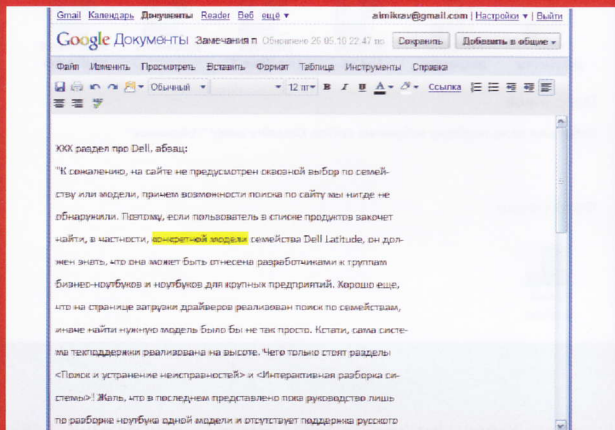 Gmail Календарь Документы Reader Веб ещё ▼ almikrav@gmail.com | Настройки ▼ | Выйти
Google Документы Замечания п Обновлено 26.05.10 22:47 по Сохранить Добавить в общие ▼
Файл Изменить Просмотреть Вставить Формат Таблица Инструменты Справка
Обычный 12 пт B I U A Ссылка
XXX раздел про Dell, абзац:
"К сожалению, на сайте не предусмотрен сквозной выбор по семей-
ству или модели, причем возможности поиска по сайту мы нигде не
обнаружили. Поэтому, если пользователь в списке продуктов захочет
найти, в частности, конкретной модели семейства Dell Latitude, он дол-
жен знать, что она может быть отнесена разработчиками к группам
бизнес-ноутбуков и ноутбуков для крупных предприятий. Хорошо еще,
что на странице загрузки драйверов реализован поиск по семействам,
иначе найти нужную модель было бы не так просто. Кстати, сама систе-
ма техподдержки реализована на высоте. Чего только стоят разделы
<Поиск и устранение неисправностей> и <Интерактивная разборка си-
стемы>! Жаль, что в последнем представлено пока руководство лишь
по разборке ноутбука одной модели и отсутствует поддержка русского